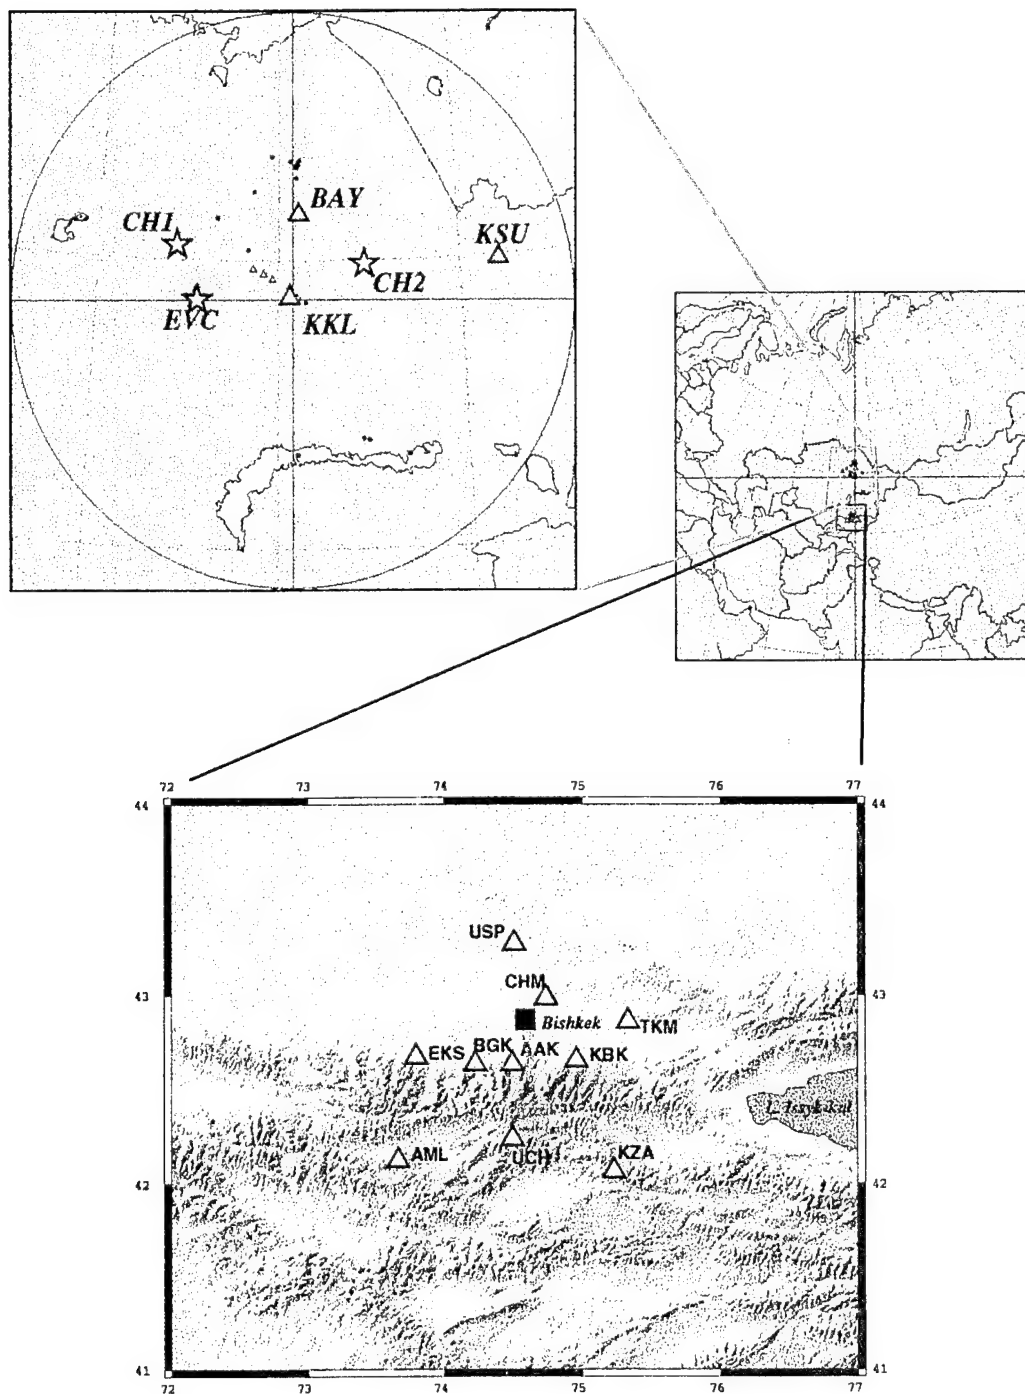 BAY
CH1
KSU
CH2
EVC
KKL
72 73 74 75 76 77
44 44
USP
CHM
43 43
Bishkek
TKM
BGK AAK
EKS KBK
L. Issyk-kul
KZA
AML
UCH
42 42
41 41
72 73 74 75 76 77